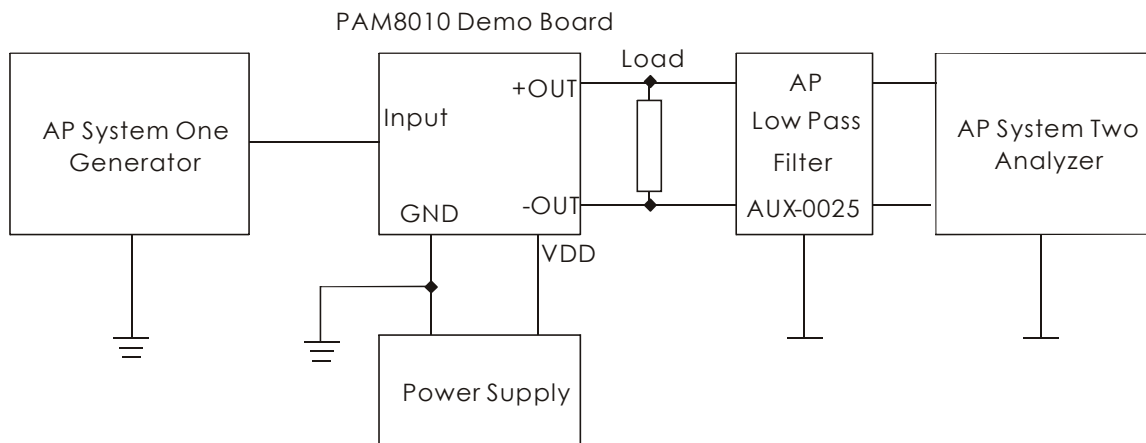 PAM8010 Demo Board
AP System One
Generator
Input
GND
+OUT
-OUT
VDD
Load
AP
Low Pass
Filter
AUX-0025
AP System Two
Analyzer
Power Supply